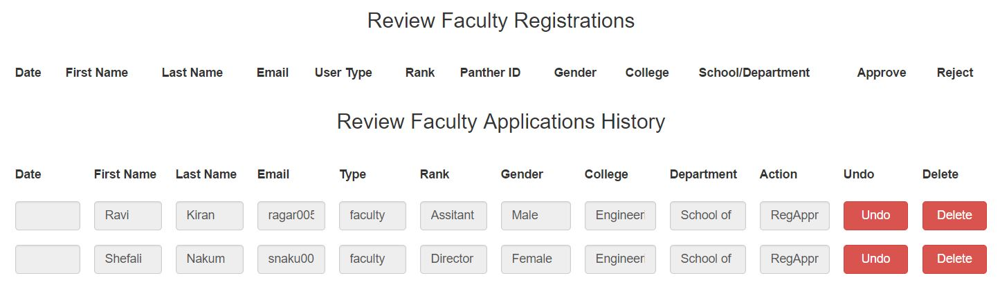 Review Faculty Registrations
Date First Name Last Name Email User Type Rank Panther ID Gender College School/Department Approve Reject
Review Faculty Applications History
Date First Name Last Name Email Type Rank Gender College Department Action Undo Delete
Ravi Kiran ragar005 faculty Assitant Male Engineeri School of RegAppr Undo Delete
Shefali Nakum snaku00 faculty Director Female Engineeri School of RegAppr Undo Delete